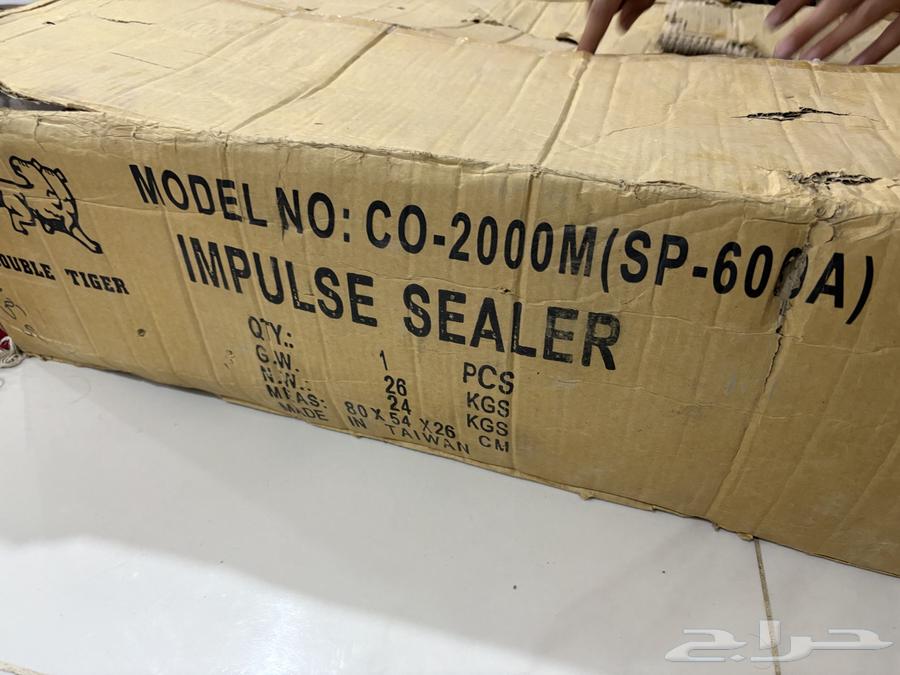 MODEL NO: CO-2000M(SP-600A)
IMPULSE SEALER
DOUBLE TIGER
QTY.: 1 PCS
G.W. 26 KGS
N.W.: 24 KGS
MEAS: 80 X 54 X 26 CM
MADE IN TAIWAN
حراج